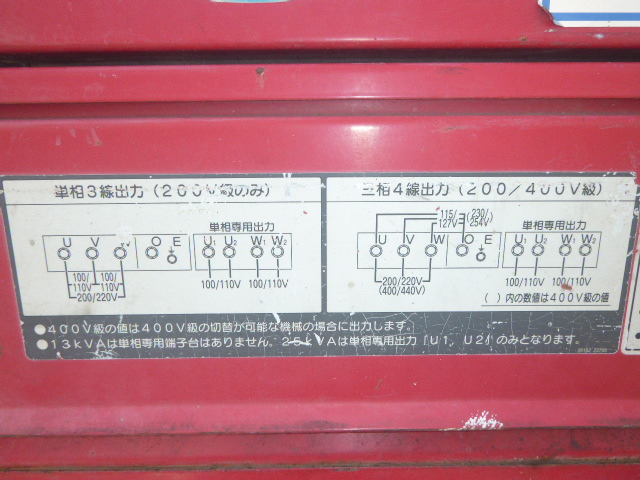 単相3線出力(200V級のみ)
単相専用出力
U V W O E U1 U2 W1 W2
100/110V 100/110V
200/220V
100/110V 100/110V
三相4線出力(200/400V級)
115/127V (230/254V)
単相専用出力
U V W O E U1 U2 W1 W2
200/220V
(400/440V)
100/110V 100/110V
( )内の数値は400V級の値
●400V級の値は400V級の切替が可能な機械の場合に出力します。
●13kVAは単相専用端子台はありません。25kVAは単相専用出力「U1, U2」のみとなります。